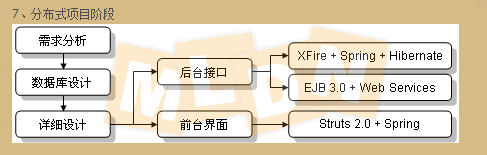 7、分布式项目阶段
需求分析
数据库设计
详细设计
后台接口
前台界面
XFire + Spring + Hibernate
EJB 3.0 + Web Services
Struts 2.0 + Spring
MLDN